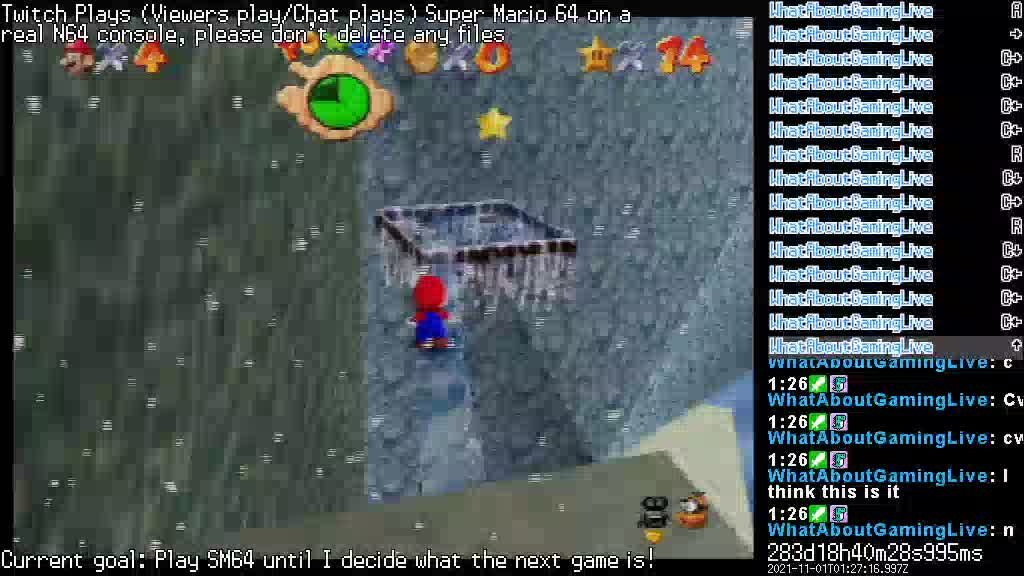 Twitch Plays (Viewers play/Chat plays) Super Mario 64 on a
real N64 console, please don't delete any files
× 4
× 0
× 14
WhatAboutGamingLive A
WhatAboutGamingLive →
WhatAboutGamingLive C→
WhatAboutGamingLive C←
WhatAboutGamingLive C←
WhatAboutGamingLive C←
WhatAboutGamingLive R
WhatAboutGamingLive C↓
WhatAboutGamingLive C→
WhatAboutGamingLive R
WhatAboutGamingLive C↓
WhatAboutGamingLive C←
WhatAboutGamingLive C←
WhatAboutGamingLive C←
WhatAboutGamingLive ↑
WhatAboutGamingLive: c
1:26
WhatAboutGamingLive: Cv
1:26
WhatAboutGamingLive: cw
1:26
WhatAboutGamingLive: I
think this is it
1:26
WhatAboutGamingLive: n
283d18h40m28s995ms
2021-11-01T01:27:16.997Z
Current goal: Play SM64 until I decide what the next game is!